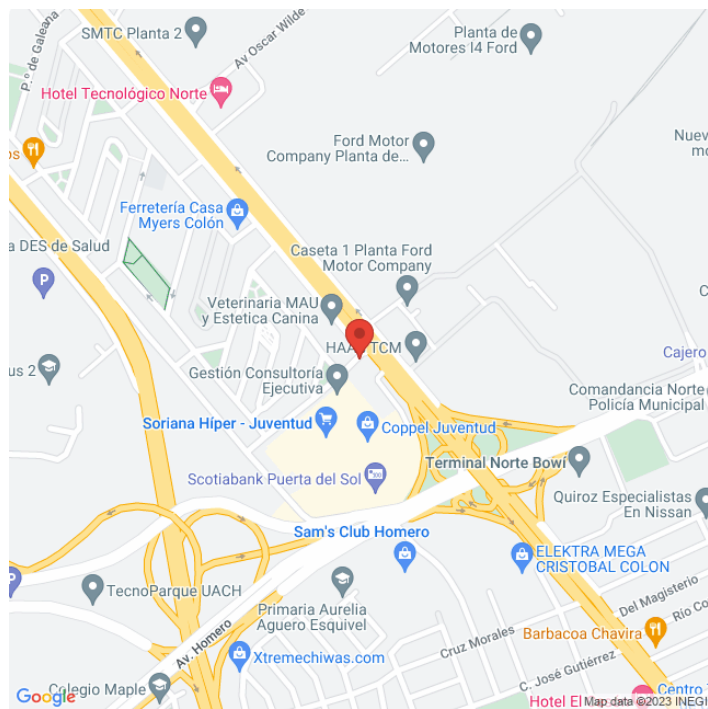 SMTC Planta 2
Av Oscar Wilde
Planta de
Motores I4 Ford
P.º de Galeana
Hotel Tecnológico Norte
Ford Motor
Company Planta de...
Ferretería Casa
Myers Colón
DES de Salud
Caseta 1 Planta Ford
Motor Company
P
Veterinaria MAU
y Estetica Canina
TCM
Cajero
Gestión Consultoría
Ejecutiva
Comandancia Norte
Policía Municipal
Soriana Híper - Juventud
Coppel Juventud
Terminal Norte Bowí
Scotiabank Puerta del Sol
Quiroz Especialistas
En Nissan
Sam's Club Homero
ELEKTRA MEGA
CRISTOBAL COLON
P
TecnoParque UACH
Primaria Aurelia
Aguero Esquivel
Del Magisterio
Río Co
Av. Homero
Cruz Morales
Barbacoa Chavira
Xtremechiwas.com
C. José Gutiérrez
Colegio Maple
Centro
Hotel El
Google
Map data ©2023 INEGI